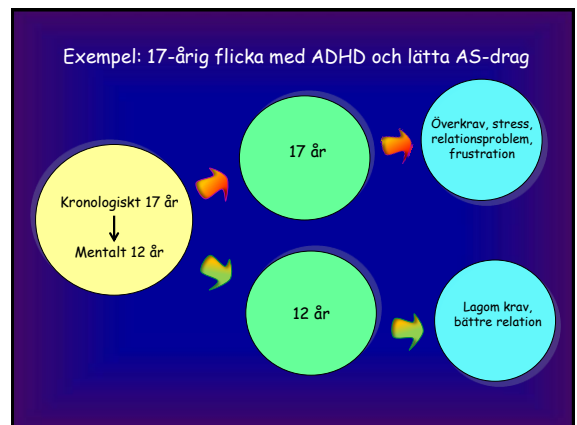 Exempel: 17-årig flicka med ADHD och lätta AS-drag
Kronologiskt 17 år
Mentalt 12 år
17 år
Överkrav, stress,
relationsproblem,
frustration
12 år
Lagom krav,
bättre relation